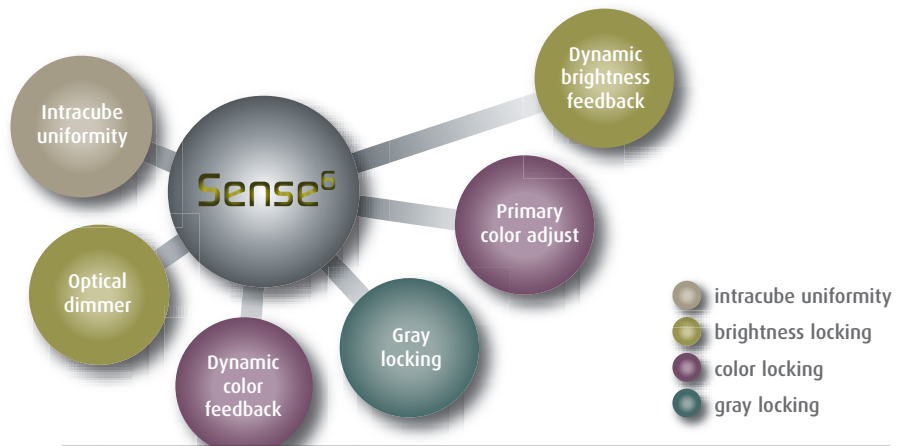 Dynamic
brightness
feedback
Intracube
uniformity
Sense⁶
Primary
color adjust
Optical
dimmer
Gray
locking
Dynamic
color
feedback
intracube uniformity
brightness locking
color locking
gray locking